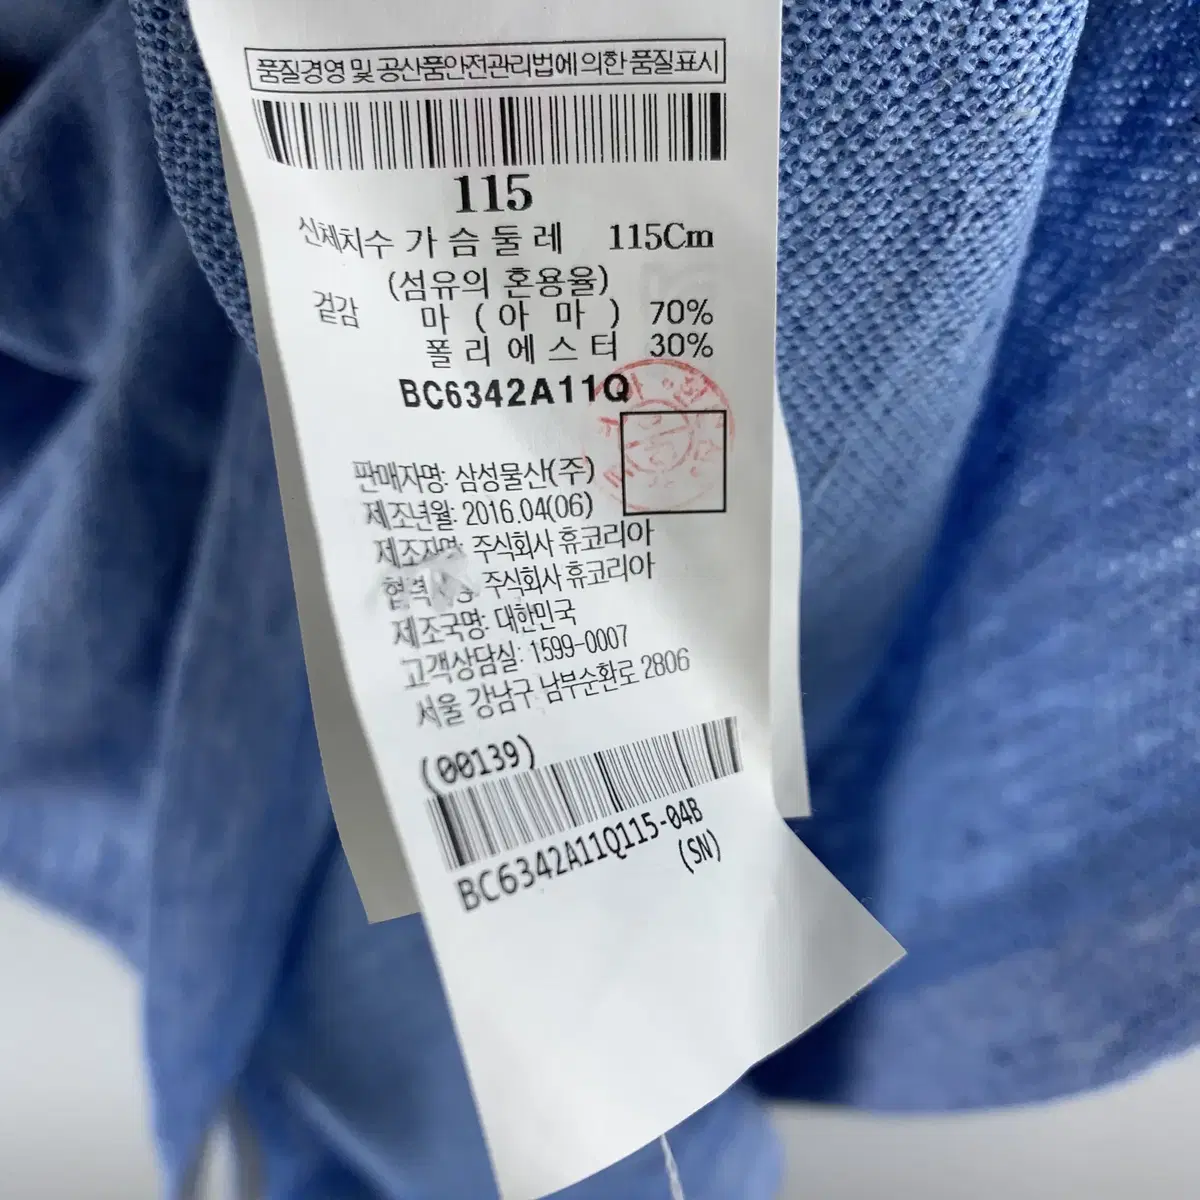 품질경영 및 공산품안전관리법에 의한 품질표시
115
신체치수 가슴둘레 115Cm
(섬유의 혼용율)
겉감 마 ( 아 마 ) 70%
폴리에스터 30%
BC6342A11Q
판매자명: 삼성물산(주)
제조년월: 2016.04(06)
제조자명: 주식회사 휴코리아
주식회사 휴코리아
제조국명: 대한민국
고객상담실: 1599-0007
서울 강남구 남부순환로 2806
(00139)
BC6342A11Q115-04B
(SN)